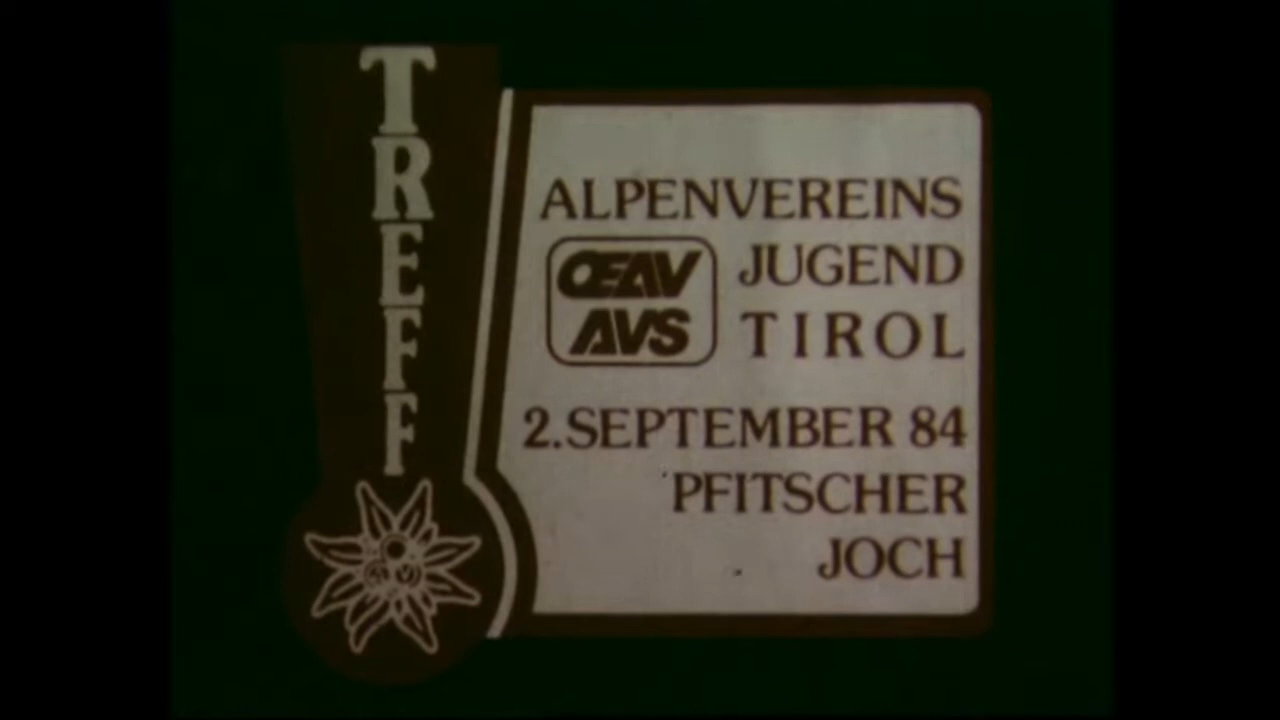 TREFF
ALPENVEREINS
OEAV
AVS
JUGEND
TIROL
2.SEPTEMBER 84
PFITSCHER
JOCH